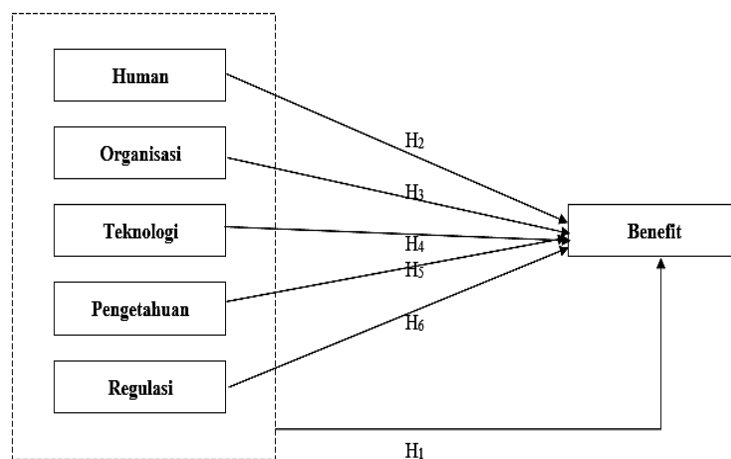 Human
H₂
Organisasi
H₃
Teknologi
Benefit
H₄
H₅
Pengetahuan
H₆
Regulasi
H₁